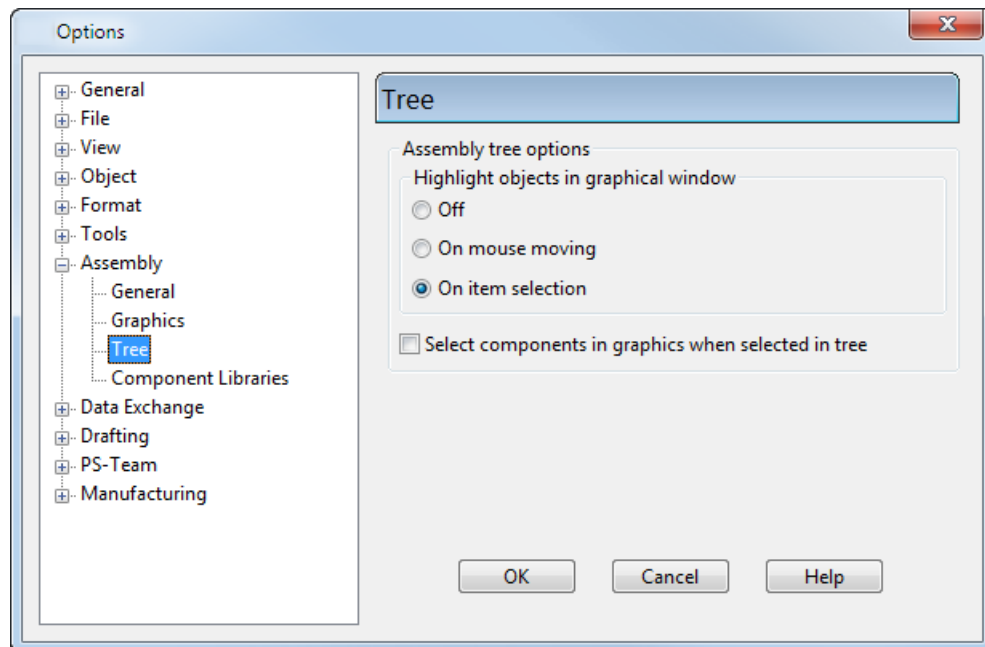 Options
General
File
View
Object
Format
Tools
Assembly
General
Graphics
Tree
Component Libraries
Data Exchange
Drafting
PS-Team
Manufacturing
Tree
Assembly tree options
Highlight objects in graphical window
Off
On mouse moving
On item selection
Select components in graphics when selected in tree
OK
Cancel
Help